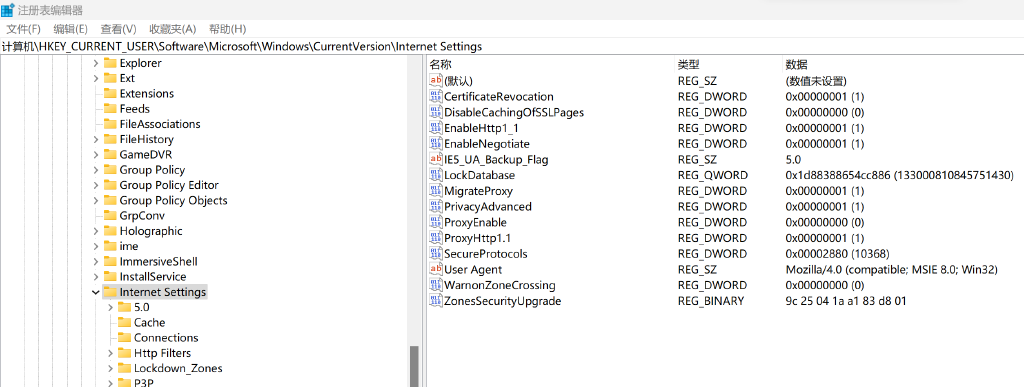 注册表编辑器
文件(F) 编辑(E) 查看(V) 收藏夹(A) 帮助(H)
计算机\HKEY_CURRENT_USER\Software\Microsoft\Windows\CurrentVersion\Internet Settings
Explorer
Ext
Extensions
Feeds
FileAssociations
FileHistory
GameDVR
Group Policy
Group Policy Editor
Group Policy Objects
GrpConv
Holographic
ime
ImmersiveShell
InstallService
Internet Settings
5.0
Cache
Connections
Http Filters
Lockdown_Zones
P3P
名称 类型 数据
(默认) REG_SZ (数值未设置)
CertificateRevocation REG_DWORD 0x00000001 (1)
DisableCachingOfSSLPages REG_DWORD 0x00000000 (0)
EnableHttp1_1 REG_DWORD 0x00000001 (1)
EnableNegotiate REG_DWORD 0x00000001 (1)
IE5_UA_Backup_Flag REG_SZ 5.0
LockDatabase REG_QWORD 0x1d88388654cc886 (133000810845751430)
MigrateProxy REG_DWORD 0x00000001 (1)
PrivacyAdvanced REG_DWORD 0x00000001 (1)
ProxyEnable REG_DWORD 0x00000000 (0)
ProxyHttp1.1 REG_DWORD 0x00000001 (1)
SecureProtocols REG_DWORD 0x00002880 (10368)
User Agent REG_SZ Mozilla/4.0 (compatible; MSIE 8.0; Win32)
WarnonZoneCrossing REG_DWORD 0x00000000 (0)
ZonesSecurityUpgrade REG_BINARY 9c 25 04 1a a1 83 d8 01